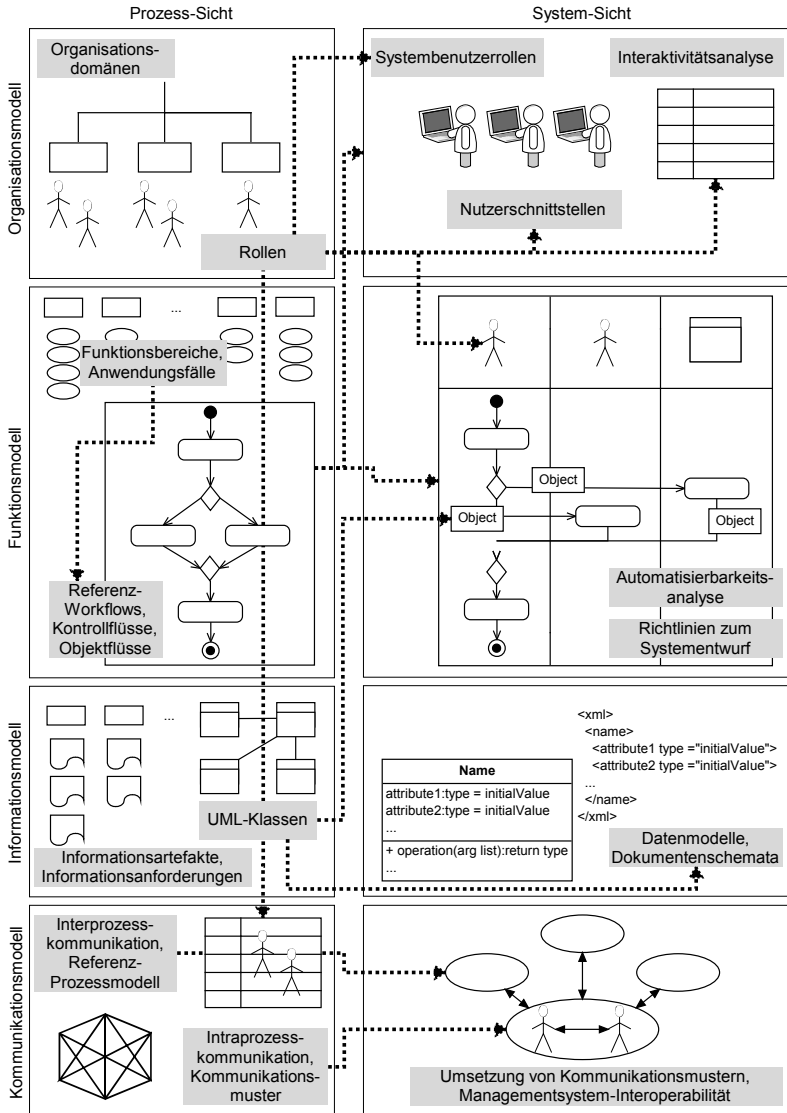 Prozess-Sicht
System-Sicht
Organisationsmodell
Organisations-
domänen
Rollen
Systembenutzerrollen
Interaktivitätsanalyse
Nutzerschnittstellen
Funktionsmodell
...
Funktionsbereiche,
Anwendungsfälle
Referenz-
Workflows,
Kontrollflüsse,
Objektflüsse
Object
Object
Object
Automatisierbarkeits-
analyse
Richtlinien zum
Systementwurf
Informationsmodell
...
UML-Klassen
Informationsartefakte,
Informationsanforderungen
Name
attribute1:type = initialValue
attribute2:type = initialValue
...
+ operation(arg list):return type
...
<xml>
<name>
<attribute1 type ="initialValue">
<attribute2 type ="initialValue">
...
</name>
</xml>
Datenmodelle,
Dokumentenschemata
Kommunikationsmodell
Interprozess-
kommunikation,
Referenz-
Prozessmodell
Intraprozess-
kommunikation,
Kommunikations-
muster
Umsetzung von Kommunikationsmustern,
Managementsystem-Interoperabilität